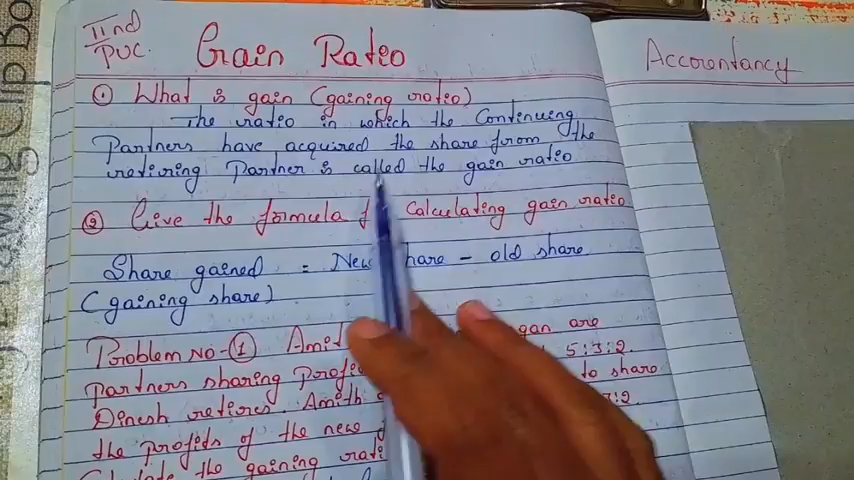 IInd
PUC.
Gain Ratio
Accountancy
① What is gain (gaining ratio)
The ratio in which the Continuing
Partners have acquired the share from the
retiring Partner is called the gain ratio
② Give the formula Calculating gain ratio
Share gained = New share - old share
(gaining share)
Problem No-① are
Partners sharing 5:3:2.
Dinesh retires. Amith to share
the profits of the new
the gaining